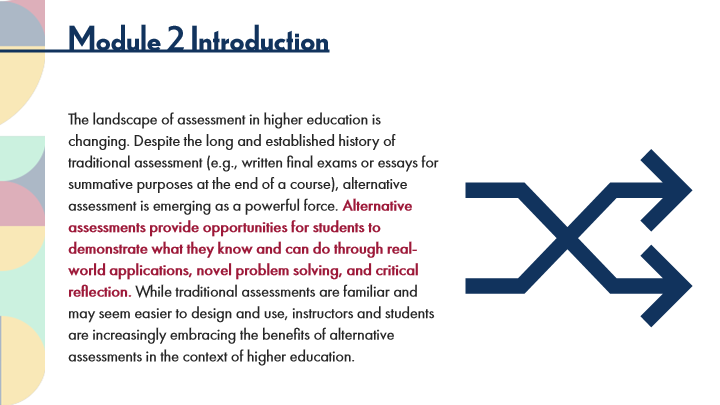 Module 2 Introduction
The landscape of assessment in higher education is
changing. Despite the long and established history of
traditional assessment (e.g., written final exams or essays for
summative purposes at the end of a course), alternative
assessment is emerging as a powerful force. Alternative
assessments provide opportunities for students to
demonstrate what they know and can do through real-
world applications, novel problem solving, and critical
reflection. While traditional assessments are familiar and
may seem easier to design and use, instructors and students
are increasingly embracing the benefits of alternative
assessments in the context of higher education.